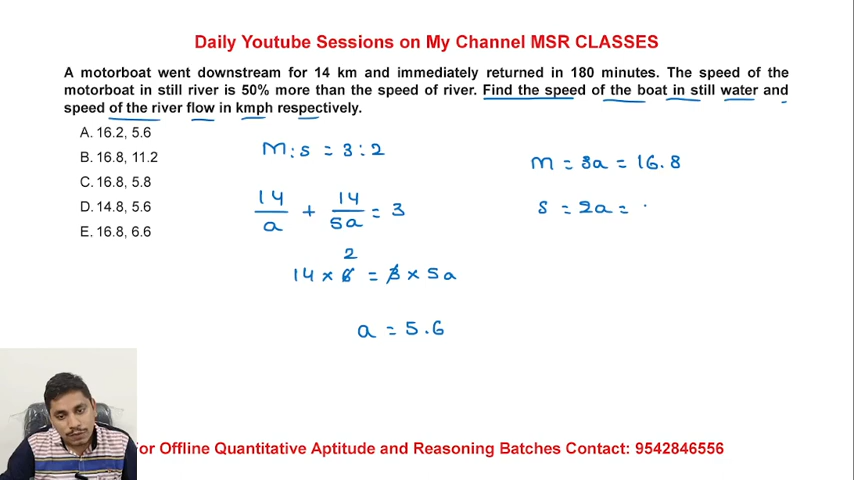 Daily Youtube Sessions on My Channel MSR CLASSES
A motorboat went downstream for 14 km and immediately returned in 180 minutes. The speed of the
motorboat in still river is 50% more than the speed of river. Find the speed of the boat in still water and
speed of the river flow in kmph respectively.
A. 16.2, 5.6
B. 16.8, 11.2
C. 16.8, 5.8
D. 14.8, 5.6
E. 16.8, 6.6
m : s = 3 : 2
14/a + 14/5a = 3
2
14 × 6 = 3 × 5a
a = 5.6
m = 3a = 16.8
s = 2a = .
or Offline Quantitative Aptitude and Reasoning Batches Contact: 9542846556